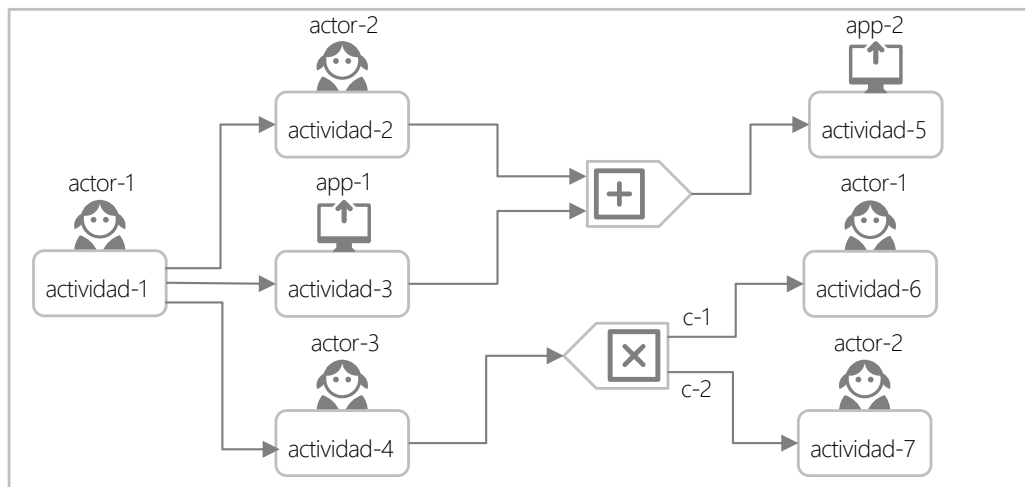 actor-2
app-2
actividad-2
actividad-5
actor-1
app-1
actor-1
actividad-1
actividad-3
actividad-6
c-1
actor-3
actor-2
c-2
actividad-4
actividad-7